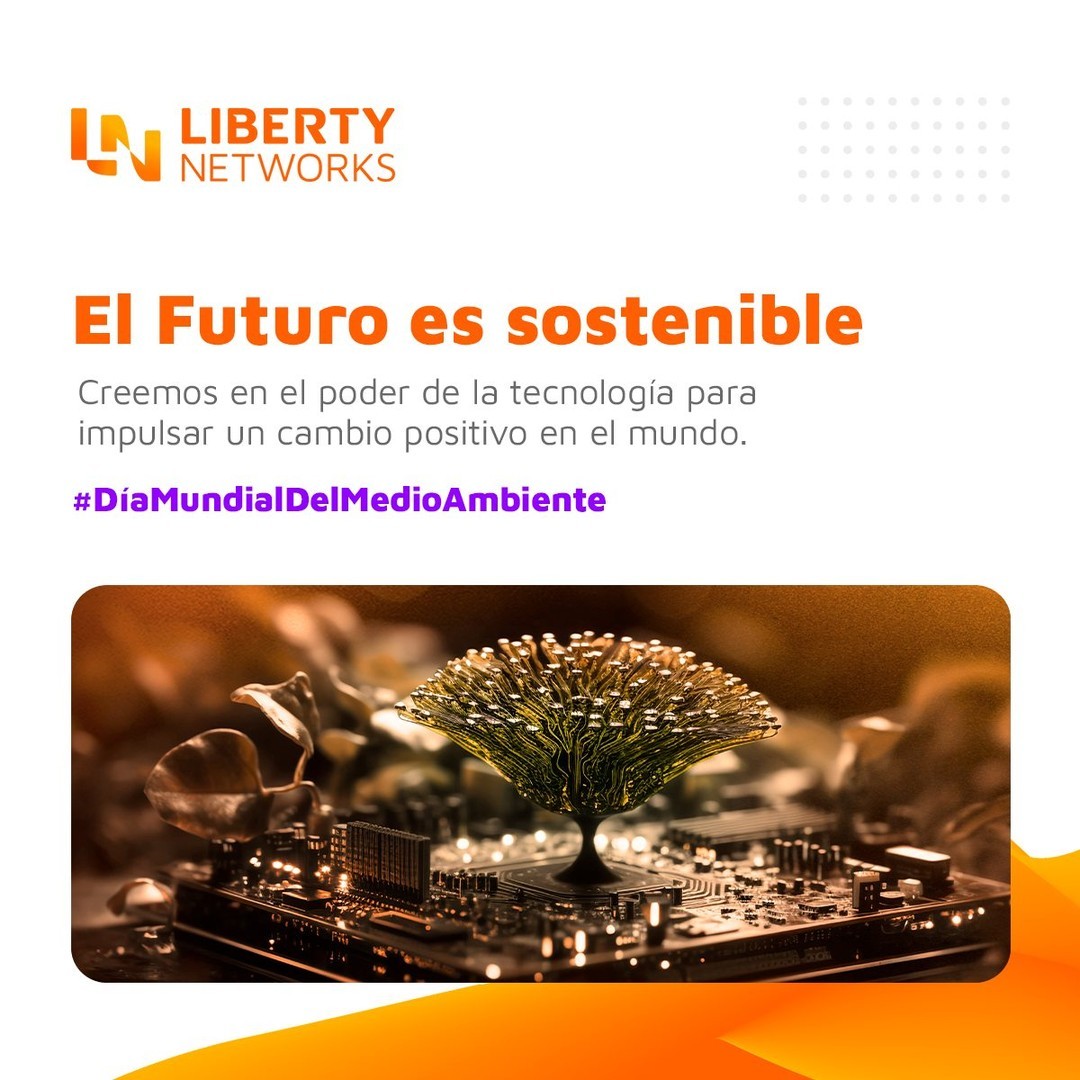 LIBERTY
NETWORKS
El Futuro es sostenible
Creemos en el poder de la tecnología para
impulsar un cambio positivo en el mundo.
#DíaMundialDelMedioAmbiente